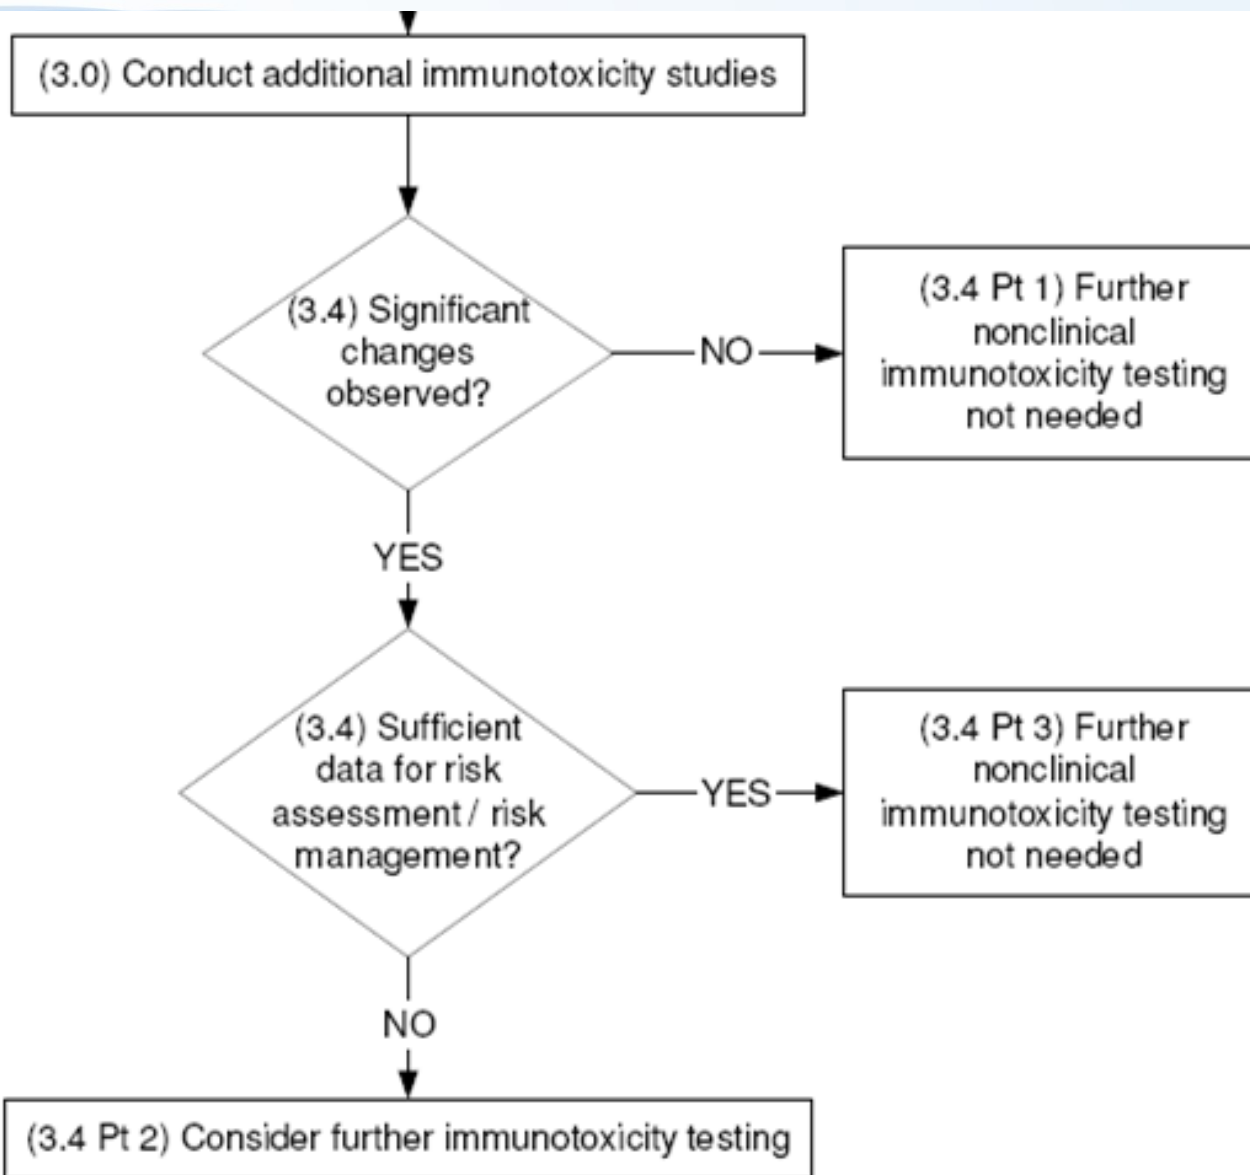 (3.0) Conduct additional immunotoxicity studies
(3.4) Significant
changes
observed?
NO
(3.4 Pt 1) Further
nonclinical
immunotoxicity testing
not needed
YES
(3.4) Sufficient
data for risk
assessment / risk
management?
YES
(3.4 Pt 3) Further
nonclinical
immunotoxicity testing
not needed
NO
(3.4 Pt 2) Consider further immunotoxicity testing